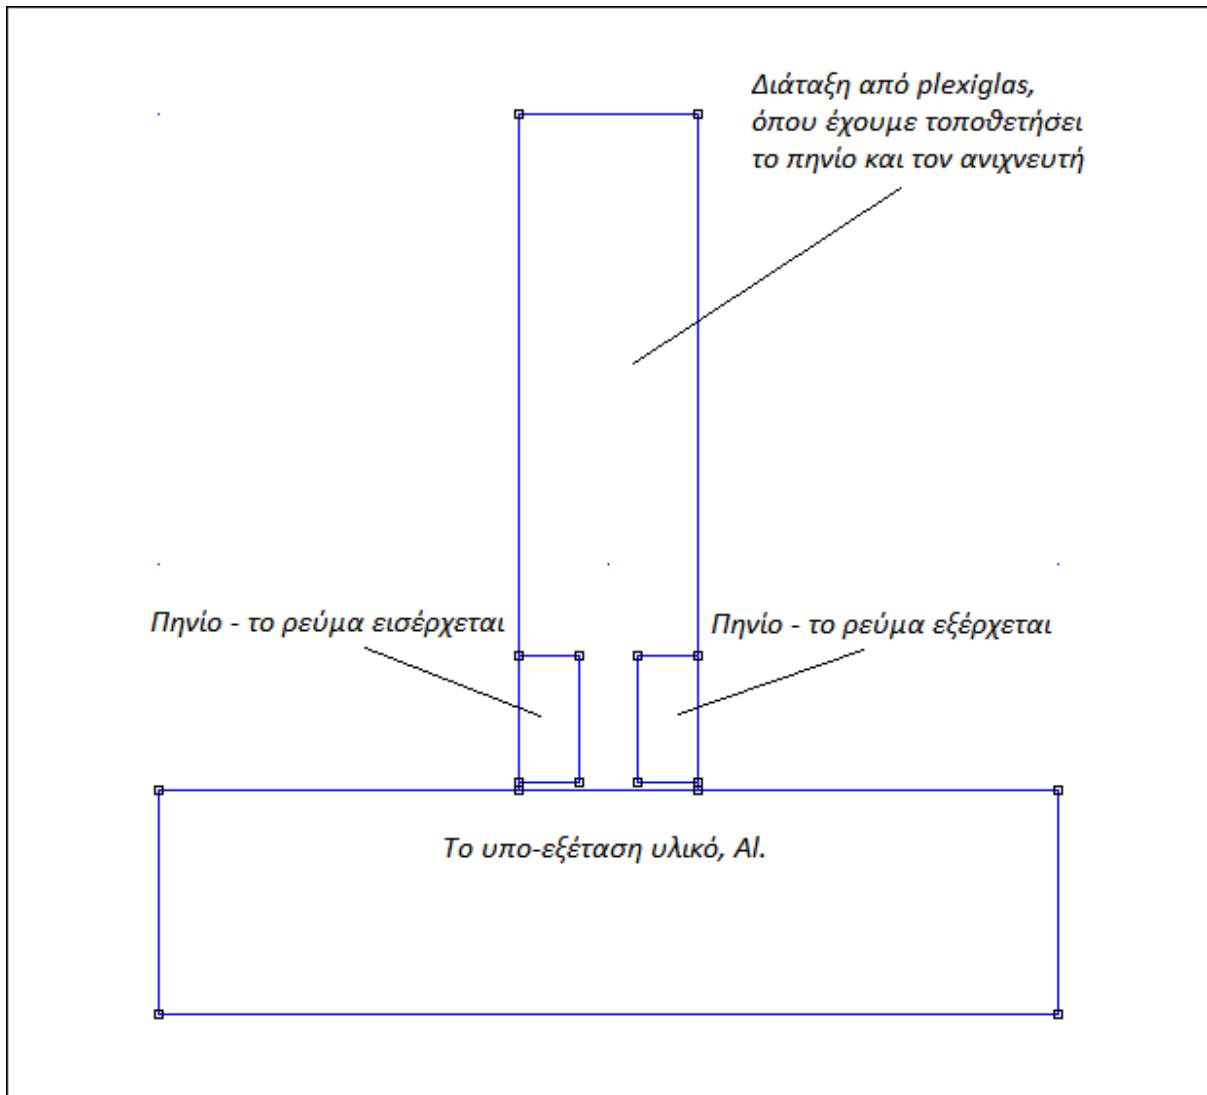 Διάταξη από plexiglas,
όπου έχουμε τοποθετήσει
το πηνίο και τον ανιχνευτή
Πηνίο - το ρεύμα εισέρχεται
Πηνίο - το ρεύμα εξέρχεται
Το υπο-εξέταση υλικό, Al.